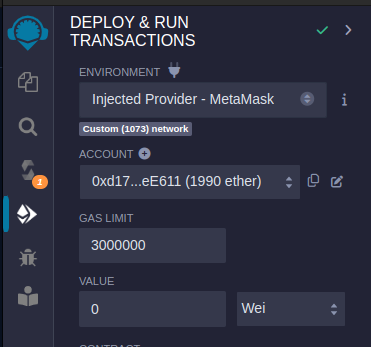 DEPLOY & RUN
TRANSACTIONS
ENVIRONMENT
Injected Provider - MetaMask
Custom (1073) network
ACCOUNT
0xd17...eE611 (1990 ether)
1
GAS LIMIT
3000000
VALUE
0
Wei
CONTRACT